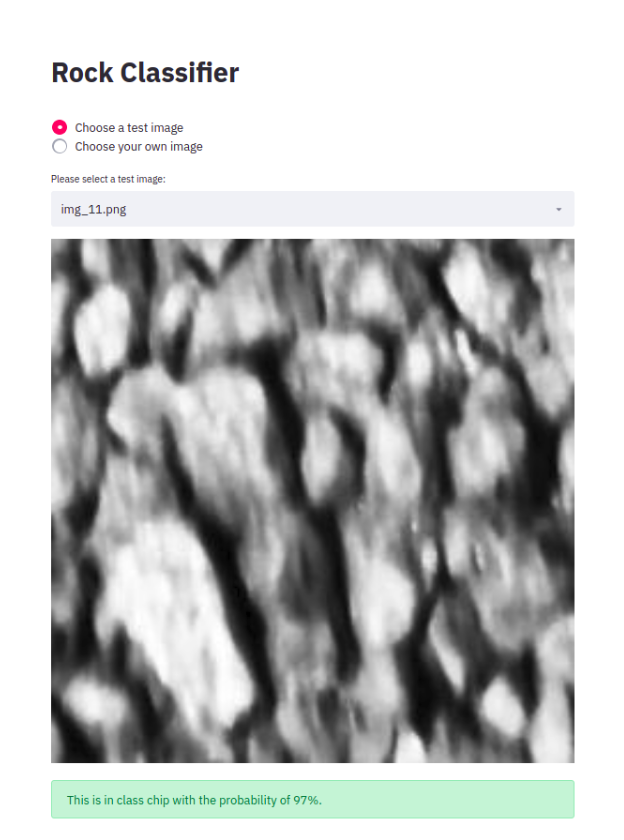 Rock Classifier
Choose a test image
Choose your own image
Please select a test image:
img_11.png
This is in class chip with the probability of 97%.